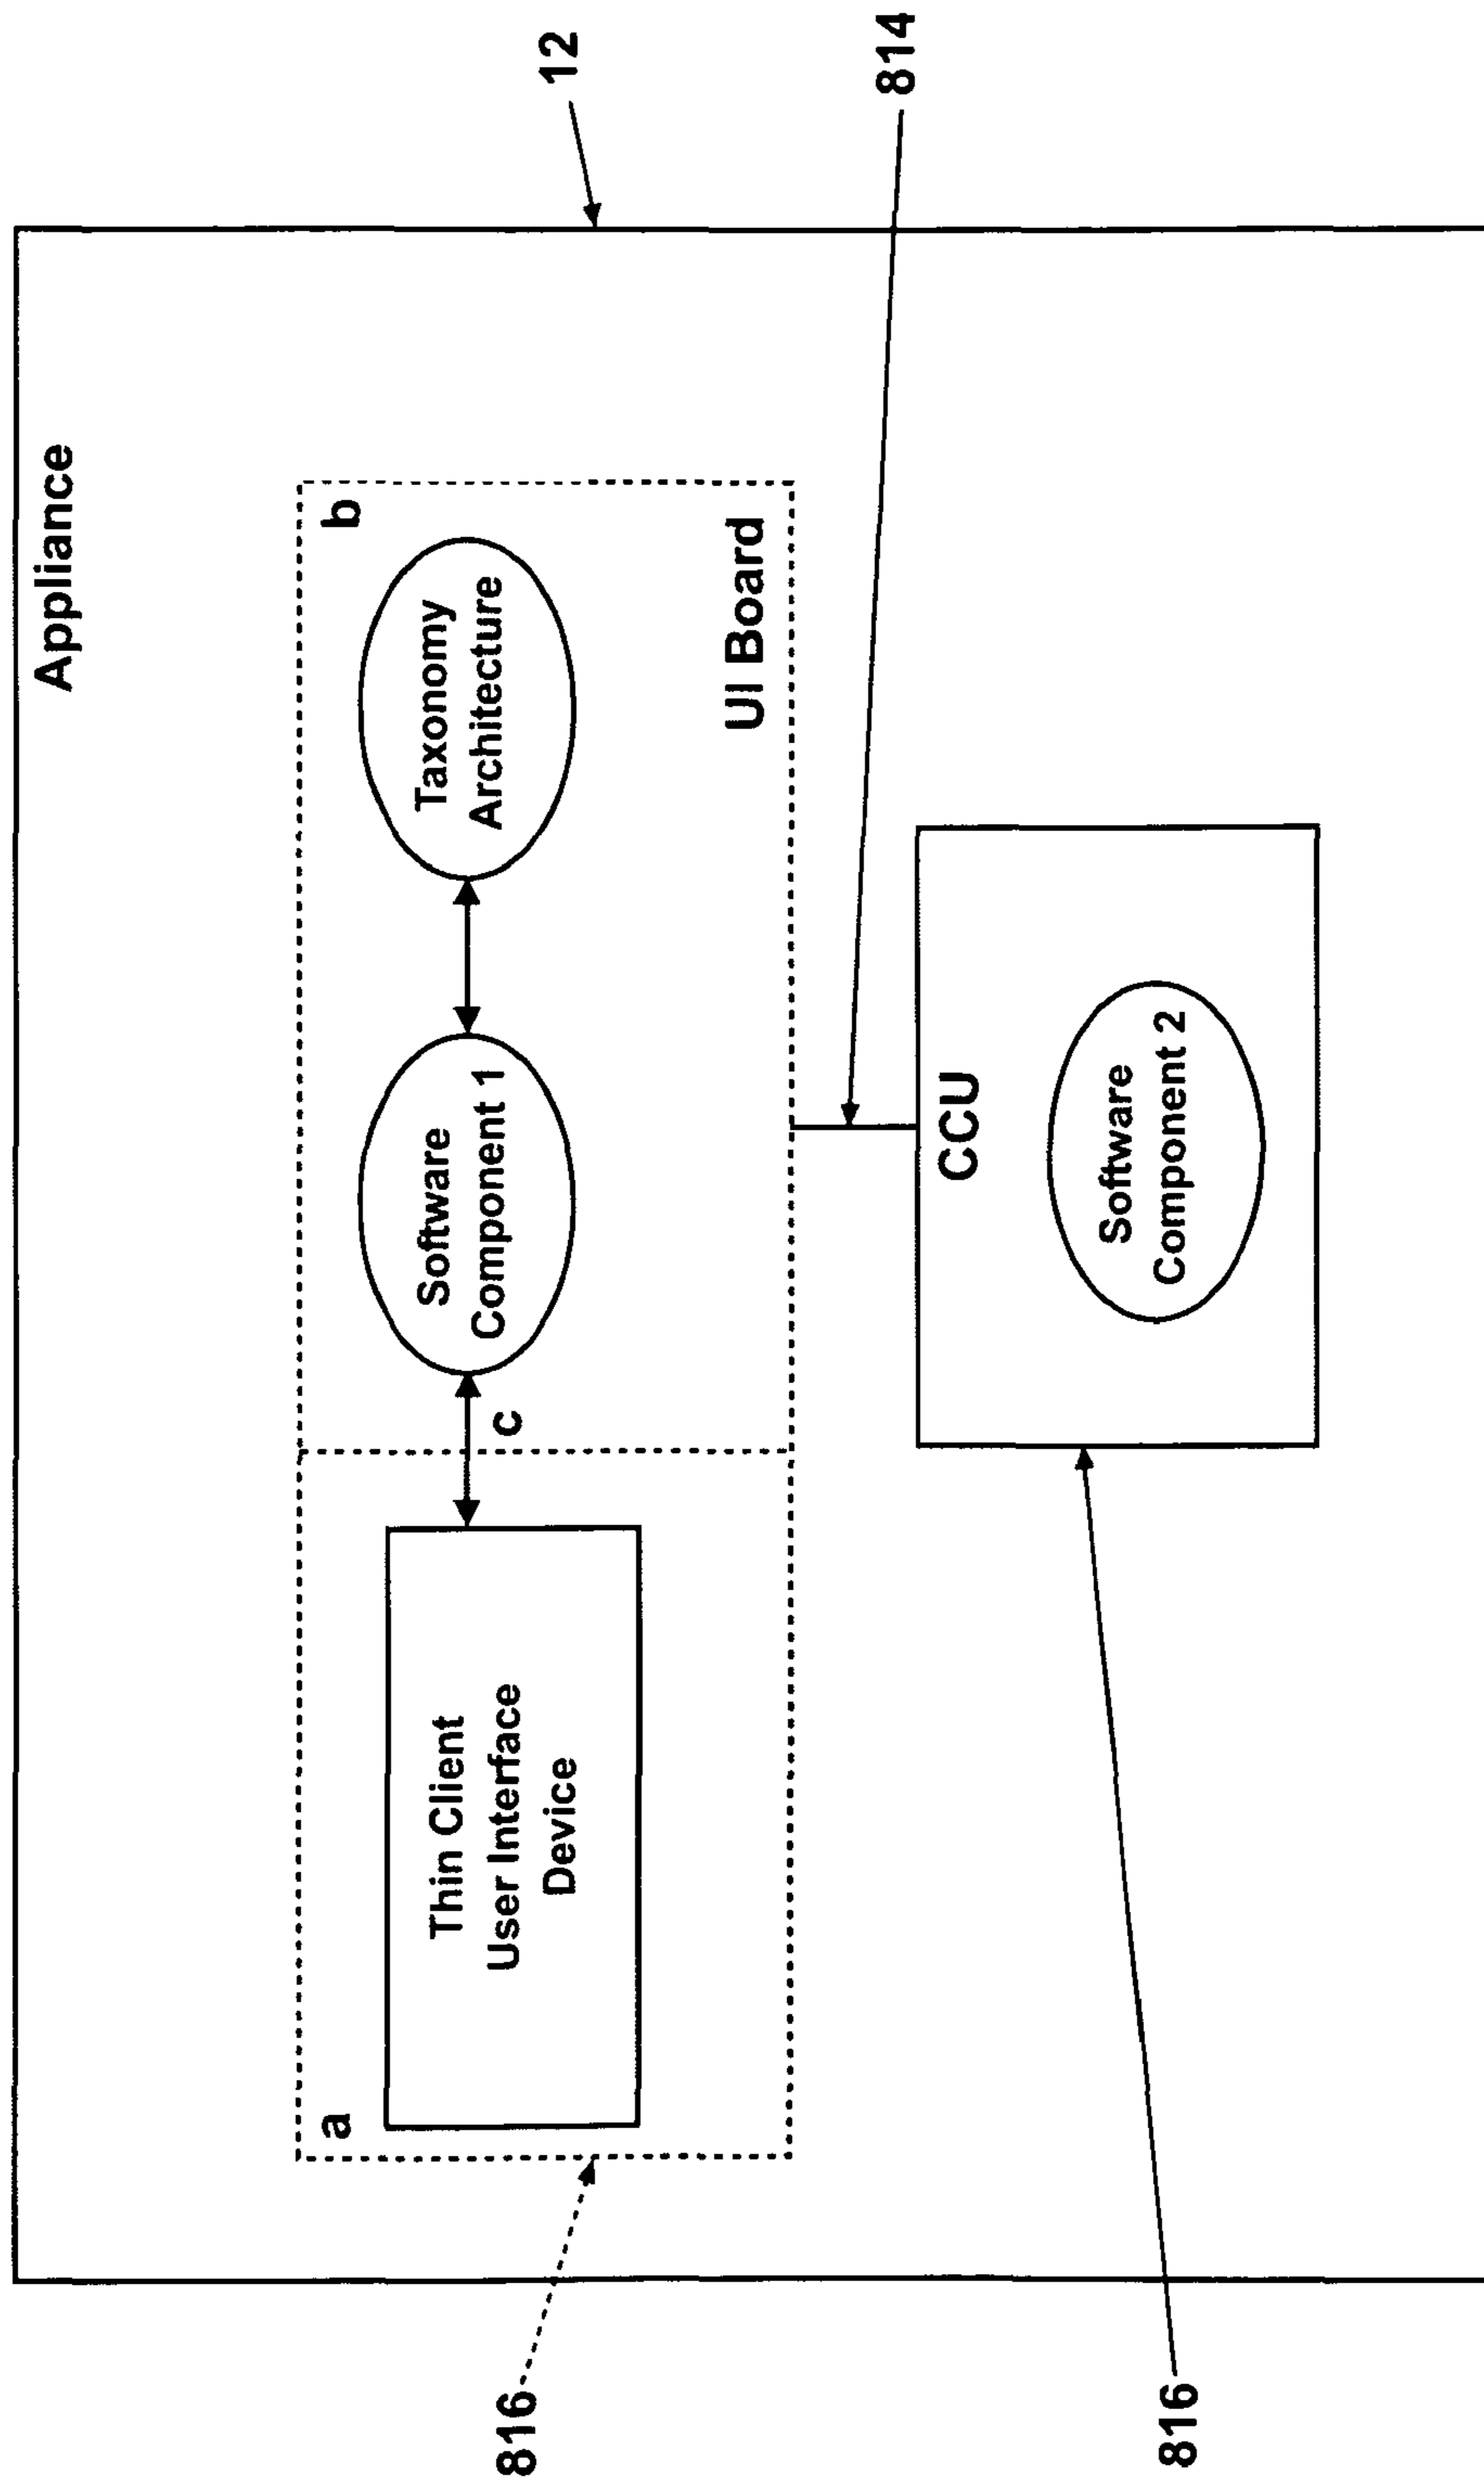 Appliance
12
814
816
a
b
Thin Client
User Interface
Device
c
Software
Component 1
Taxonomy
Architecture
UI Board
CCU
Software
Component 2
816